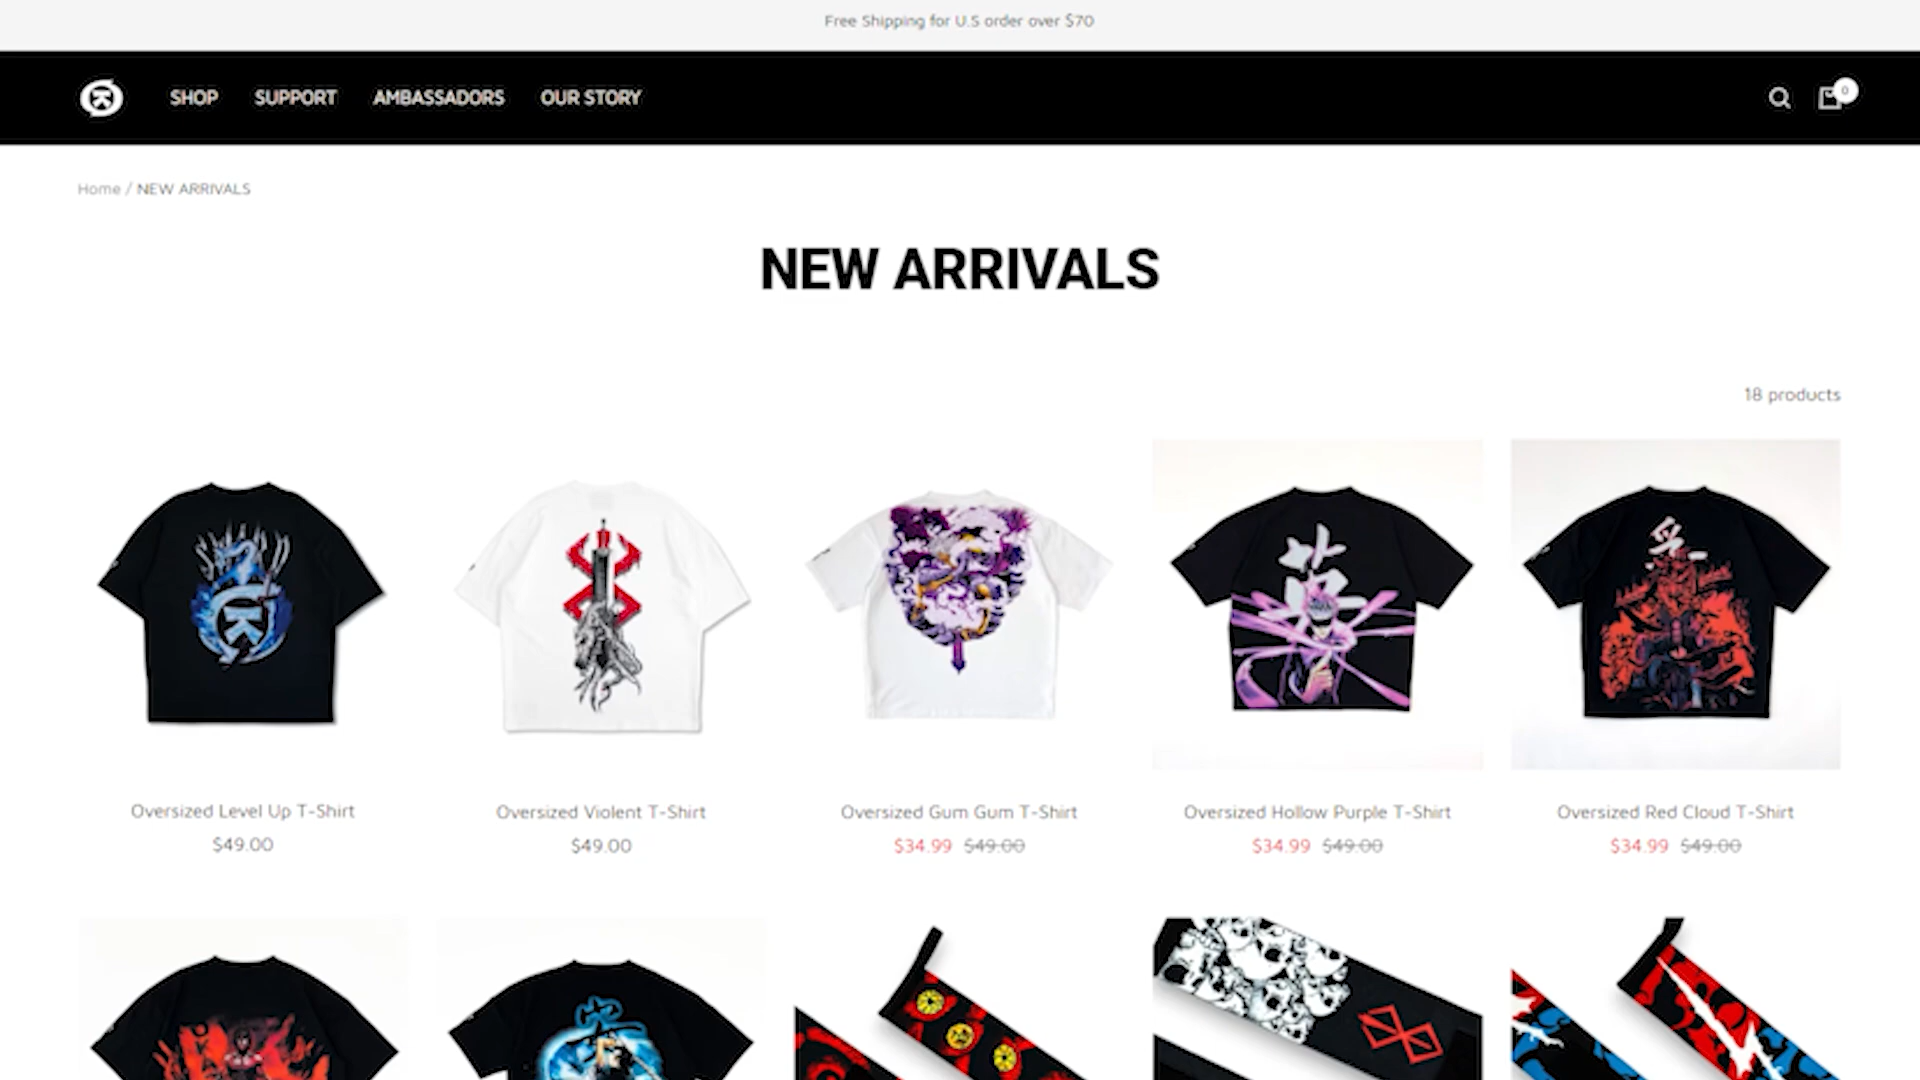 Free Shipping for U.S order over $70
SHOP SUPPORT AMBASSADORS OUR STORY
0
Home / NEW ARRIVALS
NEW ARRIVALS
18 products
Oversized Level Up T-Shirt
$49.00
Oversized Violent T-Shirt
$49.00
Oversized Gum Gum T-Shirt
$34.99 $49.00
Oversized Hollow Purple T-Shirt
$34.99 $49.00
Oversized Red Cloud T-Shirt
$34.99 $49.00